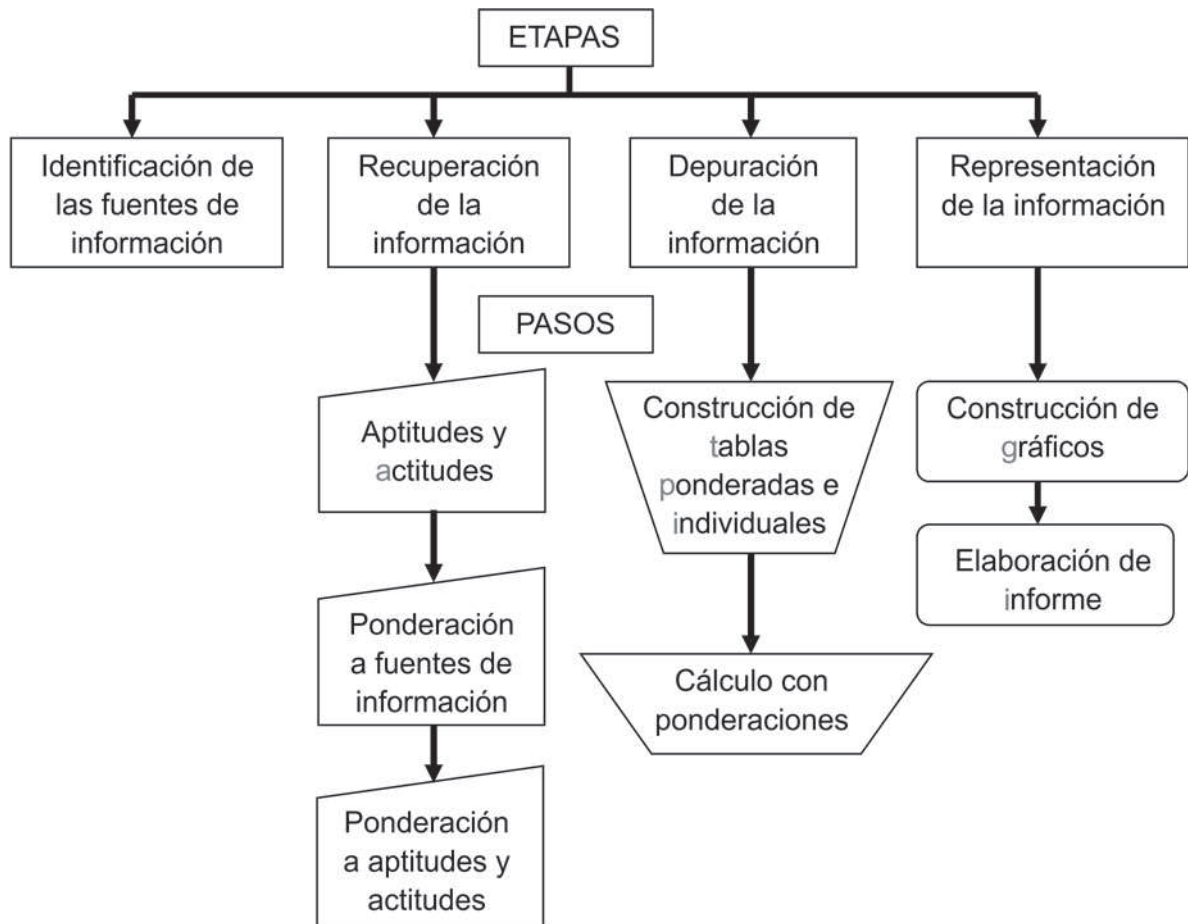 ETAPAS
Identificación de
las fuentes de
información
Recuperación
de la
información
Depuración
de la
información
Representación
de la información
PASOS
Aptitudes y
actitudes
Ponderación
a fuentes de
información
Ponderación
a aptitudes y
actitudes
Construcción de
tablas
ponderadas e
individuales
Cálculo con
ponderaciones
Construcción de
gráficos
Elaboración de
informe